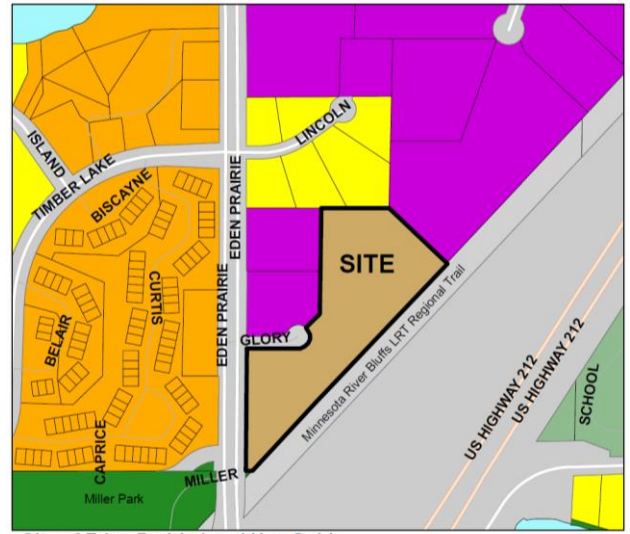 LINCOLN
ISLAND
TIMBER LAKE
BISCAYNE
EDEN PRAIRIE
SITE
CURTIS
EDEN PRAIRIE
GLORY
BELAIR
Minnesota River Bluffs LRT Regional Trail
US HIGHWAY 212
US HIGHWAY 212
SCHOOL
CAPRICE
MILLER
Miller Park